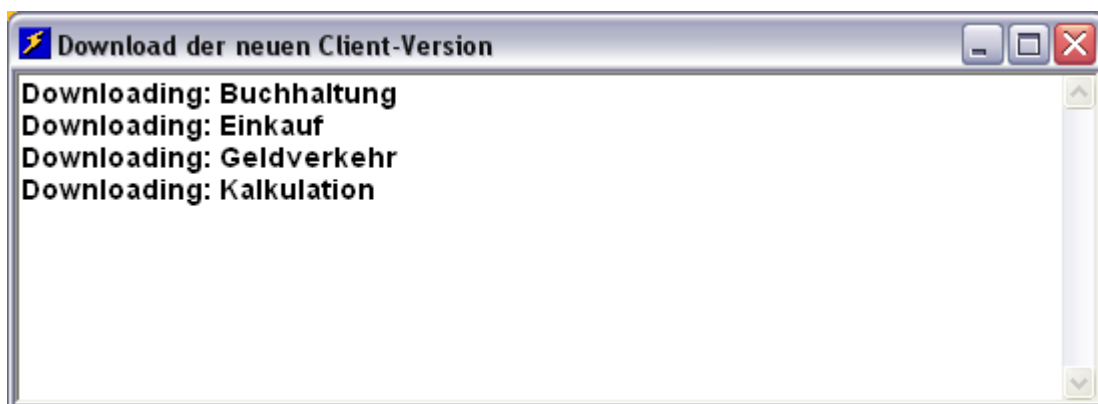 Download der neuen Client-Version
Downloading: Buchhaltung
Downloading: Einkauf
Downloading: Geldverkehr
Downloading: Kalkulation